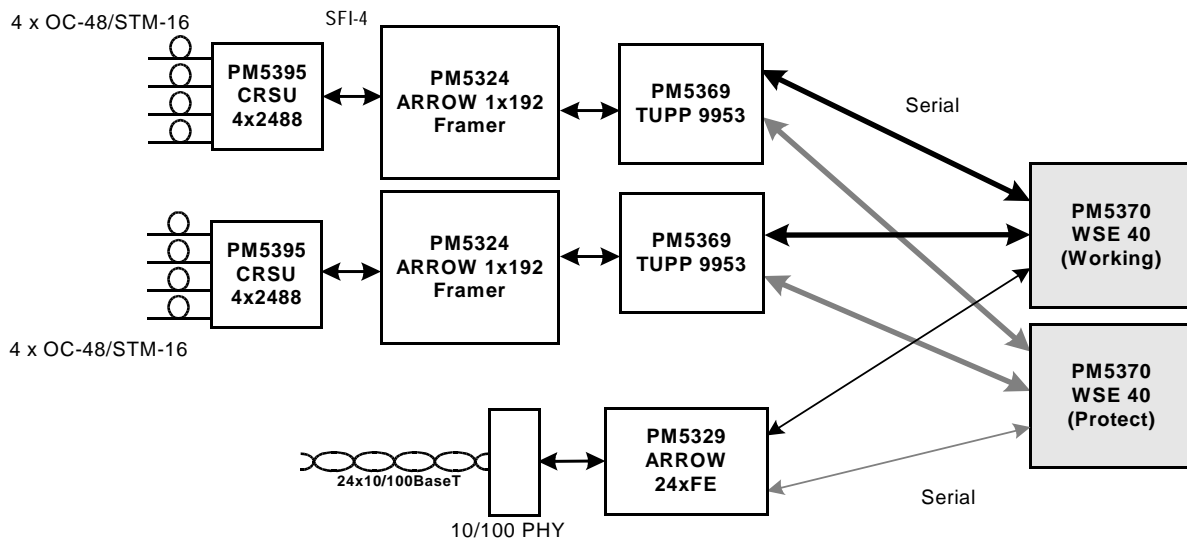 4 x OC-48/STM-16
SFI-4
PM5395
CRSU
4x2488
PM5324
ARROW 1x192
Framer
PM5369
TUPP 9953
Serial
PM5395
CRSU
4x2488
PM5324
ARROW 1x192
Framer
PM5369
TUPP 9953
PM5370
WSE 40
(Working)
4 x OC-48/STM-16
PM5370
WSE 40
(Protect)
24x10/100BaseT
10/100 PHY
PM5329
ARROW
24xFE
Serial